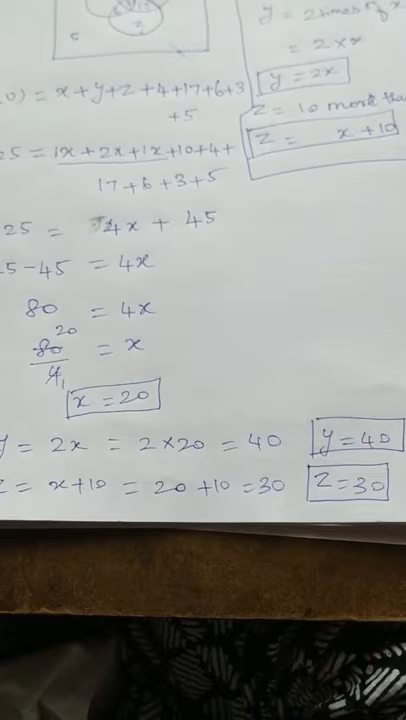 5
y = 2 times of x
= 2 × x
y = 2x
z = 10 more
z = x + 10
0) = x + y + z + 4 + 17 + 6 + 3
+ 5
25 = 1x + 2x + 1x + 10 + 4 +
17 + 6 + 3 + 5
25 = 4x + 45
5 - 45 = 4x
80 = 4x
20
80/4 = x
1
x = 20
y = 2x = 2 × 20 = 40 y = 40
z = x + 10 = 20 + 10 = 30 z = 30